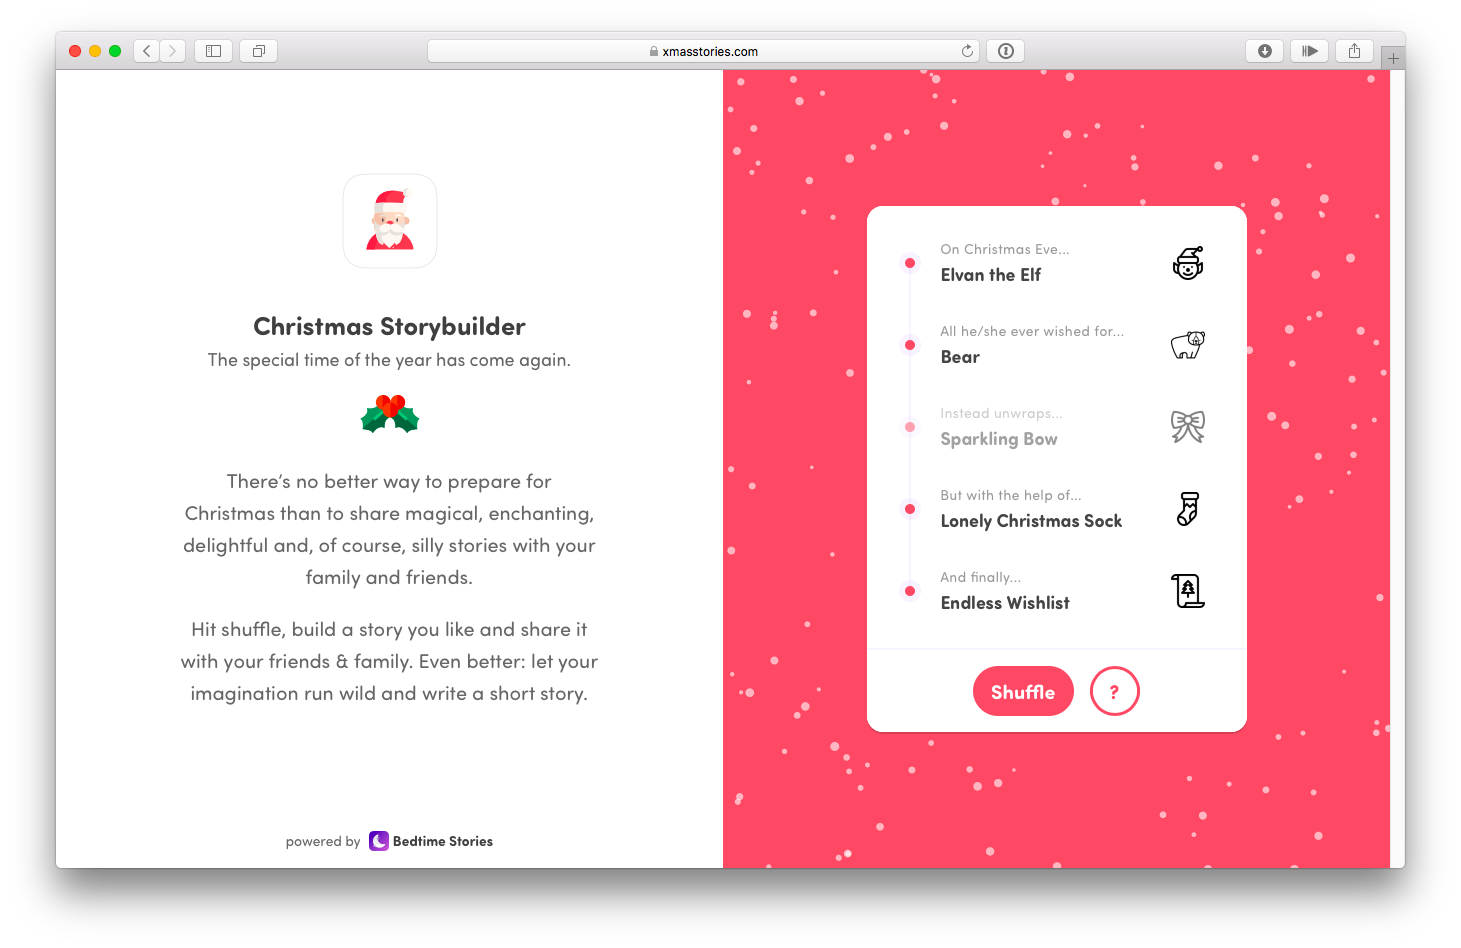 xmasstories.com
Christmas Storybuilder
The special time of the year has come again.
There’s no better way to prepare for
Christmas than to share magical, enchanting,
delightful and, of course, silly stories with your
family and friends.
Hit shuffle, build a story you like and share it
with your friends & family. Even better: let your
imagination run wild and write a short story.
powered by Bedtime Stories
On Christmas Eve...
Elvan the Elf
All he/she ever wished for...
Bear
Instead unwraps...
Sparkling Bow
But with the help of...
Lonely Christmas Sock
And finally...
Endless Wishlist
Shuffle
?